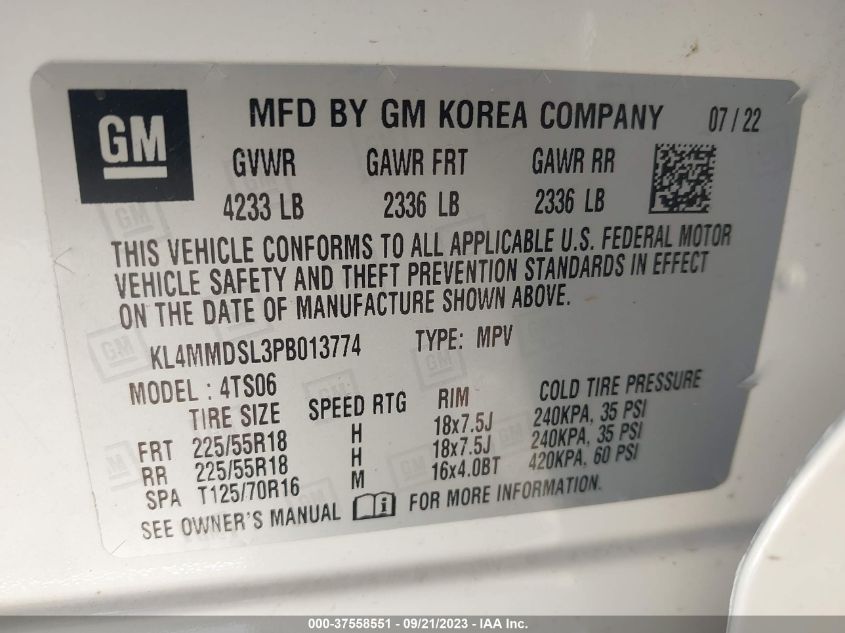 GM
MFD BY GM KOREA COMPANY 07/22
GVWR GAWR FRT GAWR RR
4233 LB 2336 LB 2336 LB
THIS VEHICLE CONFORMS TO ALL APPLICABLE U.S. FEDERAL MOTOR
VEHICLE SAFETY AND THEFT PREVENTION STANDARDS IN EFFECT
ON THE DATE OF MANUFACTURE SHOWN ABOVE.
KL4MMDSL3PB013774 TYPE: MPV
MODEL : 4TS06
TIRE SIZE SPEED RTG RIM COLD TIRE PRESSURE
FRT 225/55R18 H 18x7.5J 240KPA, 35 PSI
RR 225/55R18 H 18x7.5J 240KPA, 35 PSI
SPA T125/70R16 M 16x4.0BT 420KPA, 60 PSI
SEE OWNER'S MANUAL i FOR MORE INFORMATION.
000-37558551 - 09/21/2023 - IAA Inc.